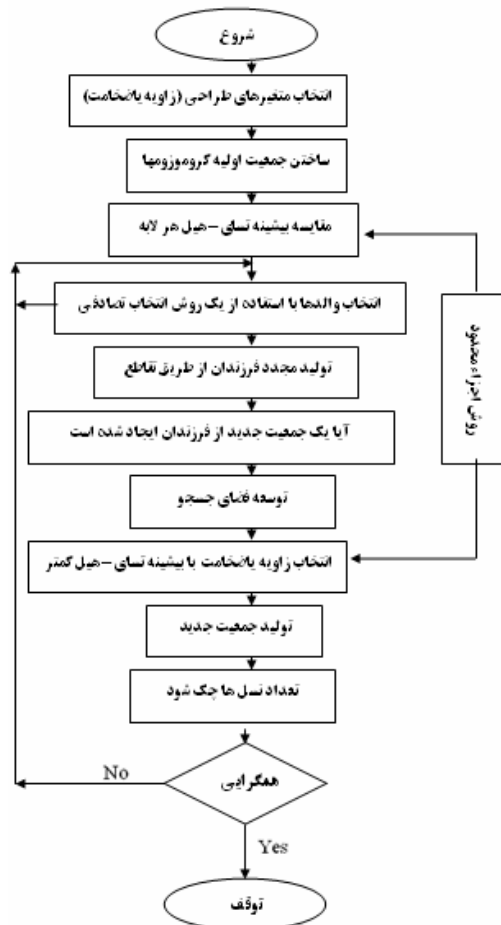 شروع
انتخاب متغیرهای طراحی (زاویه یاضخامت)
ساختن جمعیت اولیه کروموزومها
مقایسه بیشینه تسای-هیل هر لایه
انتخاب والدها با استفاده از یک روش انتخاب تصادفی
تولید مجدد فرزندان از طریق تقاطع
آیا یک جمعیت جدید از فرزندان ایجاد شده است
توسعه فضای جسجو
انتخاب زاویه یاضخامت با بیشینه تسای-هیل کمتر
تولید جمعیت جدید
تعداد نسل ها چک شود
همگرایی
No
Yes
توقف
روش اجزاء محدود